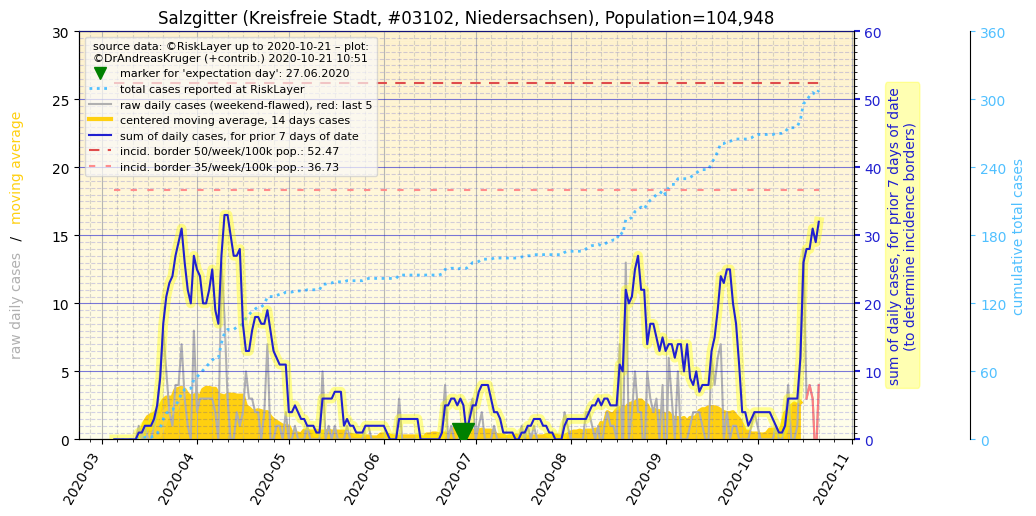 Salzgitter (Kreisfreie Stadt, #03102, Niedersachsen), Population=104,948
source data: ©RiskLayer up to 2020-10-21 – plot:
©DrAndreasKruger (+contrib.) 2020-10-21 10:51
marker for 'expectation day': 27.06.2020
total cases reported at RiskLayer
raw daily cases (weekend-flawed), red: last 5
centered moving average, 14 days cases
sum of daily cases, for prior 7 days of date
incid. border 50/week/100k pop.: 52.47
incid. border 35/week/100k pop.: 36.73
raw daily cases / moving average
30
25
20
15
10
5
0
60
50
40
30
20
10
0
sum of daily cases, for prior 7 days of date
(to determine incidence borders)
360
300
240
180
120
60
0
cumulative total cases
2020-03
2020-04
2020-05
2020-06
2020-07
2020-08
2020-09
2020-10
2020-11